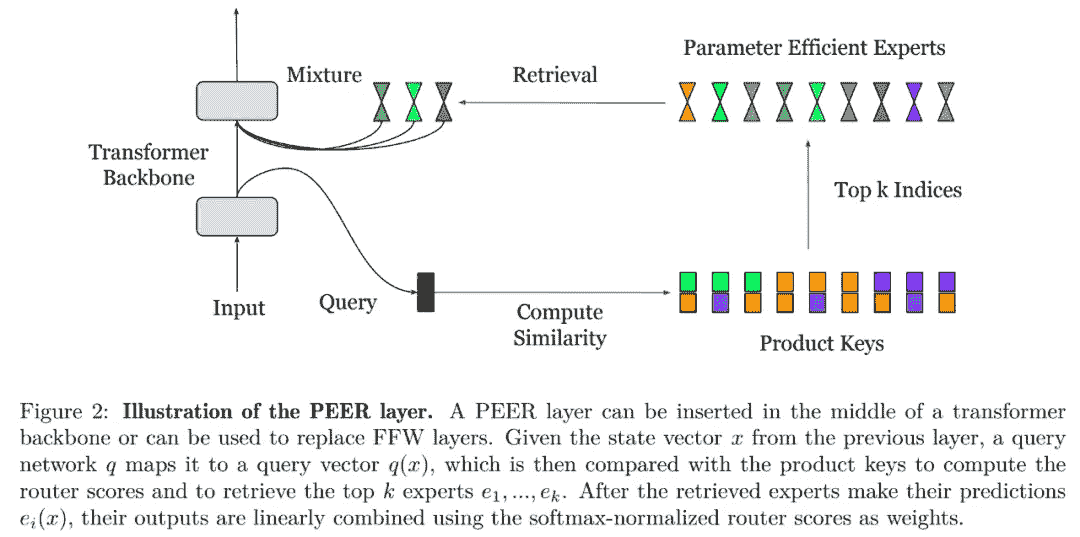 Parameter Efficient Experts
Mixture
Retrieval
Transformer
Backbone
Top k Indices
Input
Query
Compute
Similarity
Product Keys
Figure 2: Illustration of the PEER layer. A PEER layer can be inserted in the middle of a transformer
backbone or can be used to replace FFW layers. Given the state vector x from the previous layer, a query
network q maps it to a query vector q(x), which is then compared with the product keys to compute the
router scores and to retrieve the top k experts e₁, ..., eₖ. After the retrieved experts make their predictions
eᵢ(x), their outputs are linearly combined using the softmax-normalized router scores as weights.